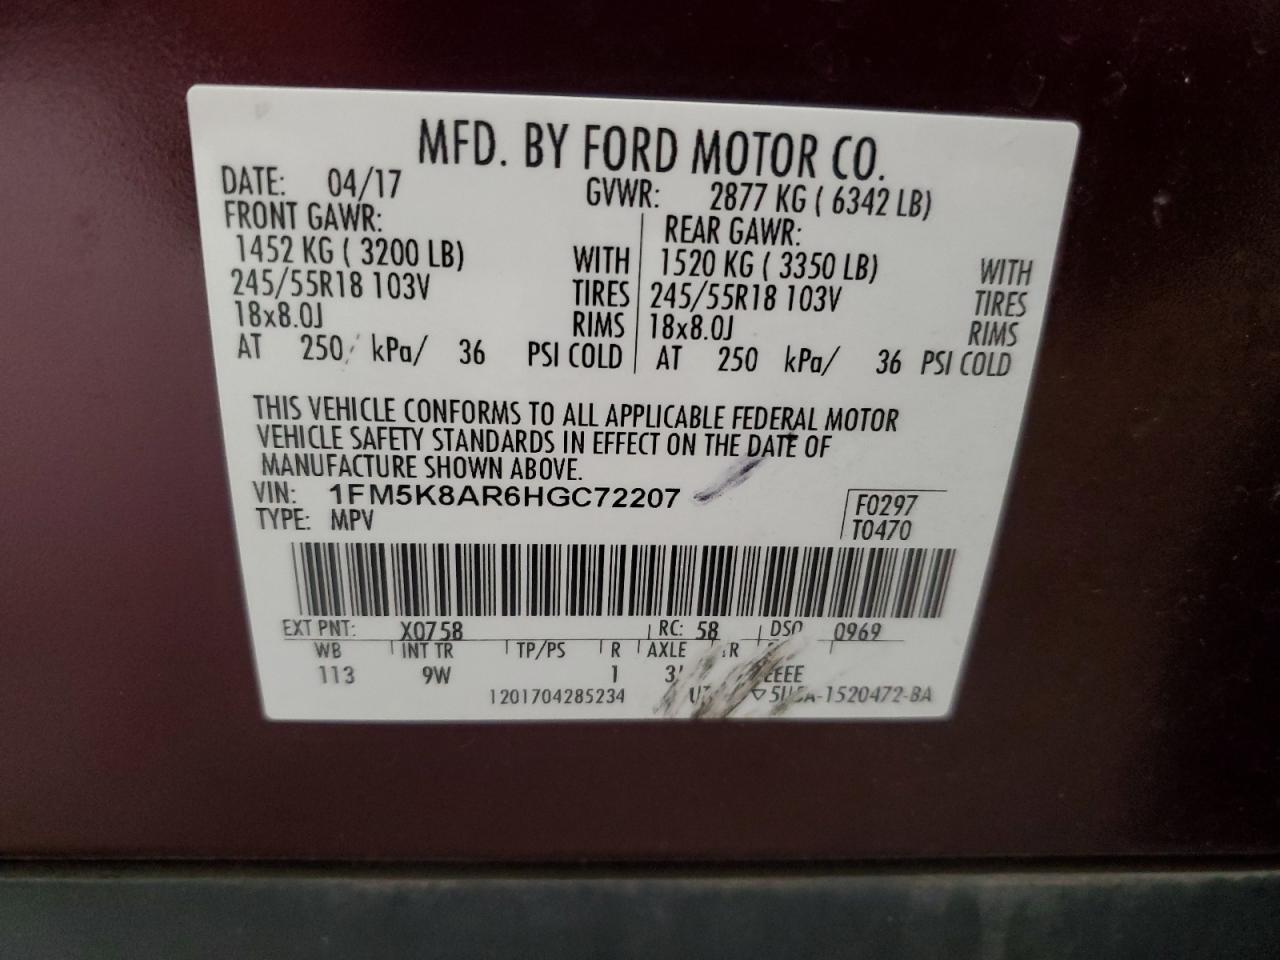 MFD. BY FORD MOTOR CO.
DATE: 04/17 GVWR: 2877 KG ( 6342 LB)
FRONT GAWR: REAR GAWR:
1452 KG ( 3200 LB) WITH 1520 KG ( 3350 LB) WITH
245/55R18 103V TIRES 245/55R18 103V TIRES
18x8.0J RIMS 18x8.0J RIMS
AT 250 kPa/ 36 PSI COLD AT 250 kPa/ 36 PSI COLD
THIS VEHICLE CONFORMS TO ALL APPLICABLE FEDERAL MOTOR
VEHICLE SAFETY STANDARDS IN EFFECT ON THE DATE OF
MANUFACTURE SHOWN ABOVE.
VIN: 1FM5K8AR6HGC72207
TYPE: MPV
F0297
T0470
EXT PNT: X0758 RC: 58 DSO 0969
WB INT TR TP/PS R AXLE
113 9W 1
1201704285234